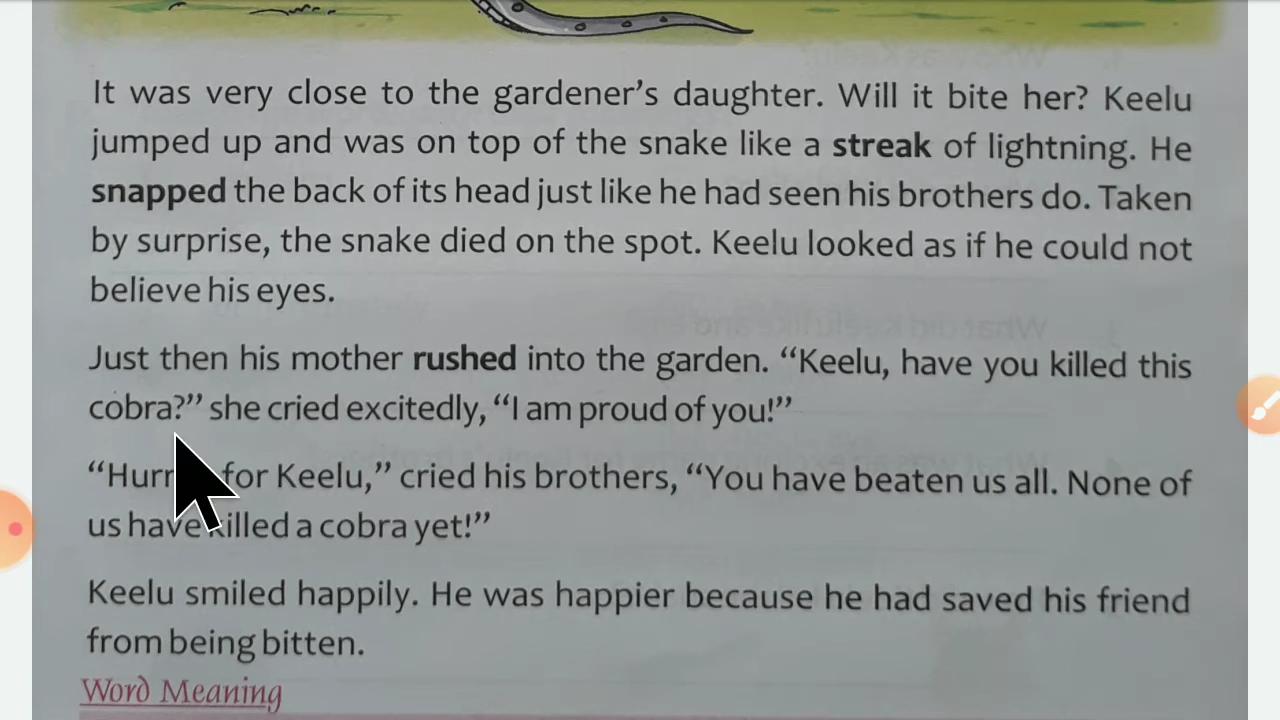 It was very close to the gardener's daughter. Will it bite her? Keelu
jumped up and was on top of the snake like a streak of lightning. He
snapped the back of its head just like he had seen his brothers do. Taken
by surprise, the snake died on the spot. Keelu looked as if he could not
believe his eyes.
Just then his mother rushed into the garden. “Keelu, have you killed this
cobra?” she cried excitedly, “I am proud of you!”
“ for Keelu,” cried his brothers, “You have beaten us all. None of
us have killed a cobra yet!”
Keelu smiled happily. He was happier because he had saved his friend
from being bitten.
Word Meaning